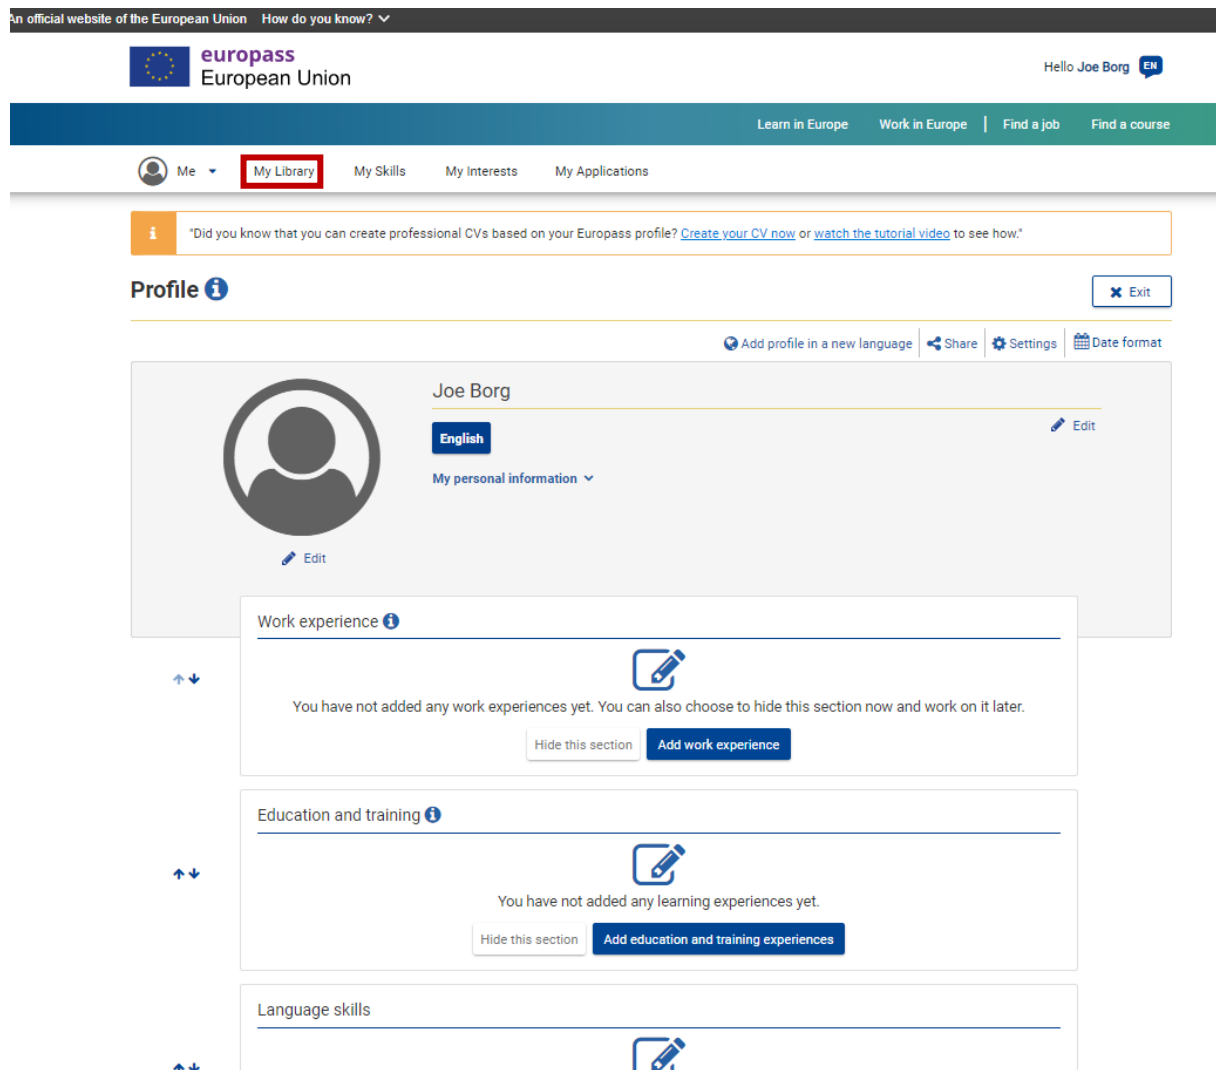 An official website of the European Union How do you know?
europass
European Union
Hello Joe Borg EN
Learn in Europe Work in Europe | Find a job Find a course
Me My Library My Skills My Interests My Applications
i "Did you know that you can create professional CVs based on your Europass profile? Create your CV now or watch the tutorial video to see how."
Profile i
Exit
Add profile in a new language Share Settings Date format
Joe Borg
English
Edit
My personal information
Edit
Work experience i
You have not added any work experiences yet. You can also choose to hide this section now and work on it later.
Hide this section Add work experience
Education and training i
You have not added any learning experiences yet.
Hide this section Add education and training experiences
Language skills